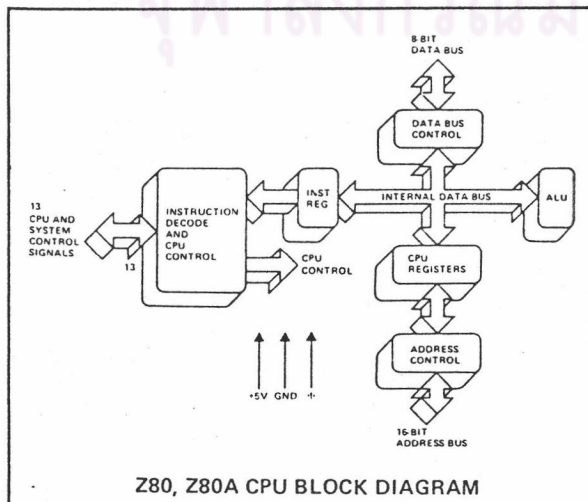 8-BIT
DATA BUS
DATA BUS
CONTROL
13
CPU AND
SYSTEM
CONTROL
SIGNALS
13
INSTRUCTION
DECODE
AND
CPU
CONTROL
INST
REG
INTERNAL DATA BUS
ALU
CPU
CONTROL
CPU
REGISTERS
ADDRESS
CONTROL
+5V GND Φ
16-BIT
ADDRESS BUS
Z80, Z80A CPU BLOCK DIAGRAM